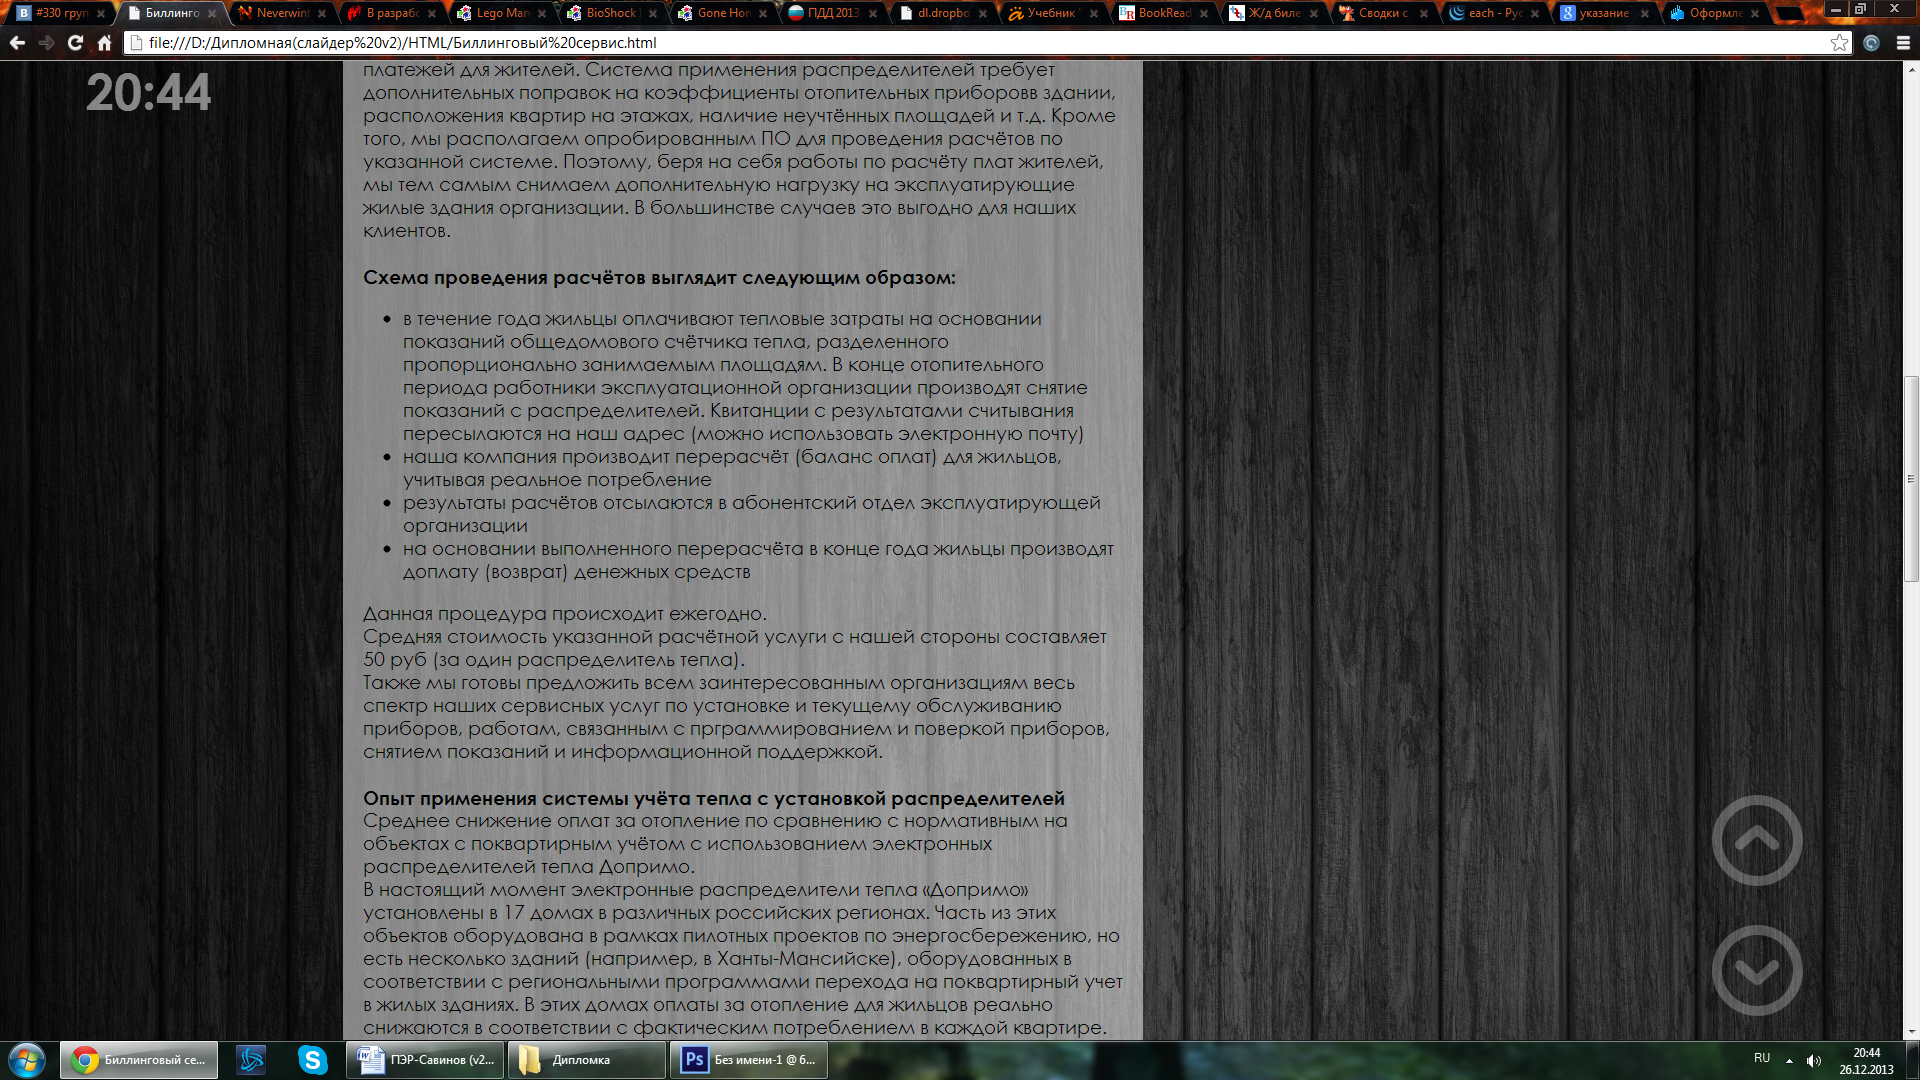 #330 груп
Биллинго
Neverwint
В разрабо
Lego Mar
BioShock
Gone Hom
ПДД 2013
dl.dropbo
Учебник
BookRead
Ж/д биле
Сводки с
each - Рус
указание
Оформле
file:///D:/Дипломная(слайдер%20v2)/HTML/Биллинговый%20сервис.html
20:44
платежей для жителей. Система применения распределителей требует
дополнительных поправок на коэффициенты отопительных приборовв здании,
расположения квартир на этажах, наличие неучтённых площадей и т.д. Кроме
того, мы располагаем опробированным ПО для проведения расчётов по
указанной системе. Поэтому, беря на себя работы по расчёту плат жителей,
мы тем самым снимаем дополнительную нагрузку на эксплуатирующие
жилые здания организации. В большинстве случаев это выгодно для наших
клиентов.
Схема проведения расчётов выглядит следующим образом:
• в течение года жильцы оплачивают тепловые затраты на основании
показаний общедомового счётчика тепла, разделенного
пропорционально занимаемым площадям. В конце отопительного
периода работники эксплуатационной организации производят снятие
показаний с распределителей. Квитанции с результатами считывания
пересылаются на наш адрес (можно использовать электронную почту)
• наша компания производит перерасчёт (баланс оплат) для жильцов,
учитывая реальное потребление
• результаты расчётов отсылаются в абонентский отдел эксплуатирующей
организации
• на основании выполненного перерасчёта в конце года жильцы производят
доплату (возврат) денежных средств
Данная процедура происходит ежегодно.
Средняя стоимость указанной расчётной услуги с нашей стороны составляет
50 руб (за один распределитель тепла).
Также мы готовы предложить всем заинтересованным организациям весь
спектр наших сервисных услуг по установке и текущему обслуживанию
приборов, работам, связанным с прграммированием и поверкой приборов,
снятием показаний и информационной поддержкой.
Опыт применения системы учёта тепла с установкой распределителей
Среднее снижение оплат за отопление по сравнению с нормативным на
объектах с поквартирным учётом с использованием электронных
распределителей тепла Допримо.
В настоящий момент электронные распределители тепла «Допримо»
установлены в 17 домах в различных российских регионах. Часть из этих
объектов оборудована в рамках пилотных проектов по энергосбережению, но
есть несколько зданий (например, в Ханты-Мансийске), оборудованных в
соответствии с региональными программами перехода на поквартирный учет
в жилых зданиях. В этих домах оплаты за отопление для жильцов реально
снижаются в соответствии с фактическим потреблением в каждой квартире.
Биллинговый се...
ПЭР-Савинов (v2...
Дипломка
Без имени-1 @ 6...
RU
20:44
26.12.2013